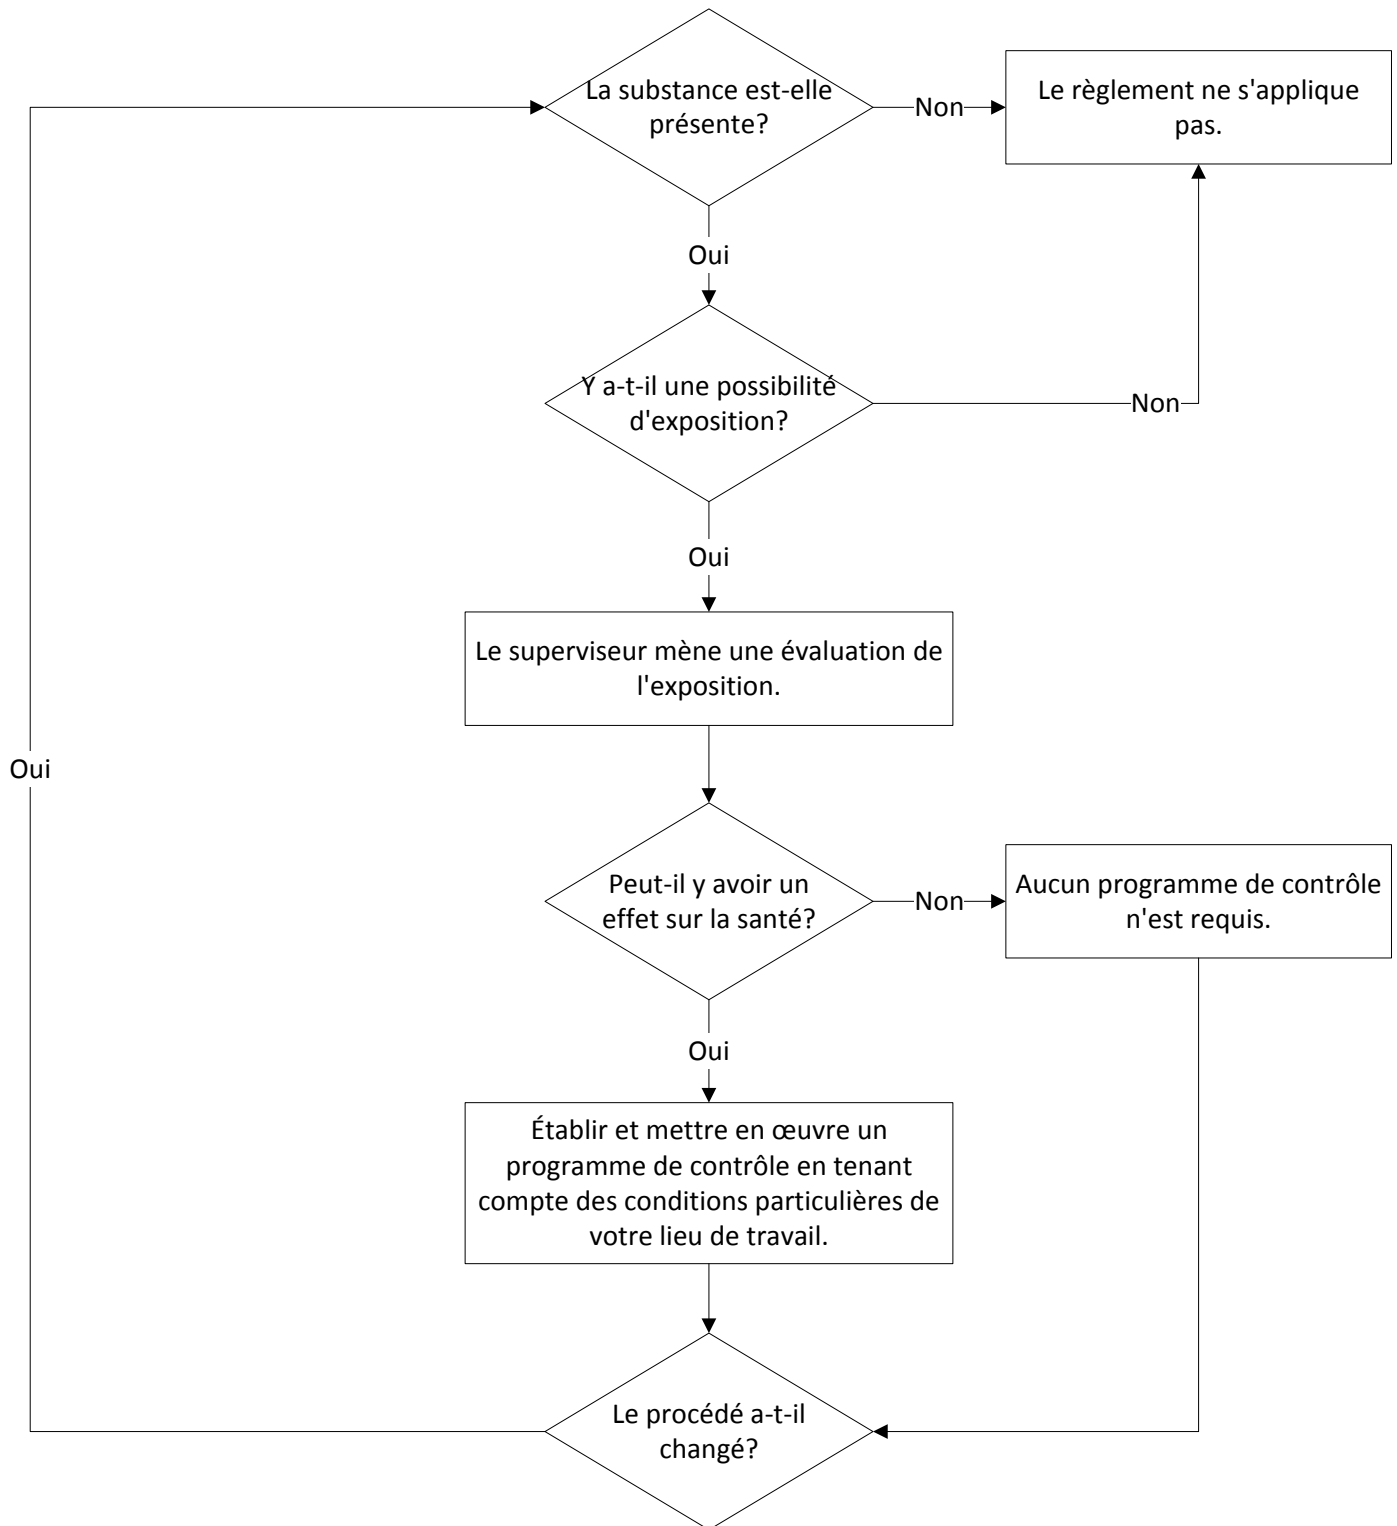 La substance est-elle
présente?
Non
Le règlement ne s'applique
pas.
Oui
Y a-t-il une possibilité
d'exposition?
Non
Oui
Le superviseur mène une évaluation de
l'exposition.
Oui
Peut-il y avoir un
effet sur la santé?
Non
Aucun programme de contrôle
n'est requis.
Oui
Établir et mettre en œuvre un
programme de contrôle en tenant
compte des conditions particulières de
votre lieu de travail.
Le procédé a-t-il
changé?